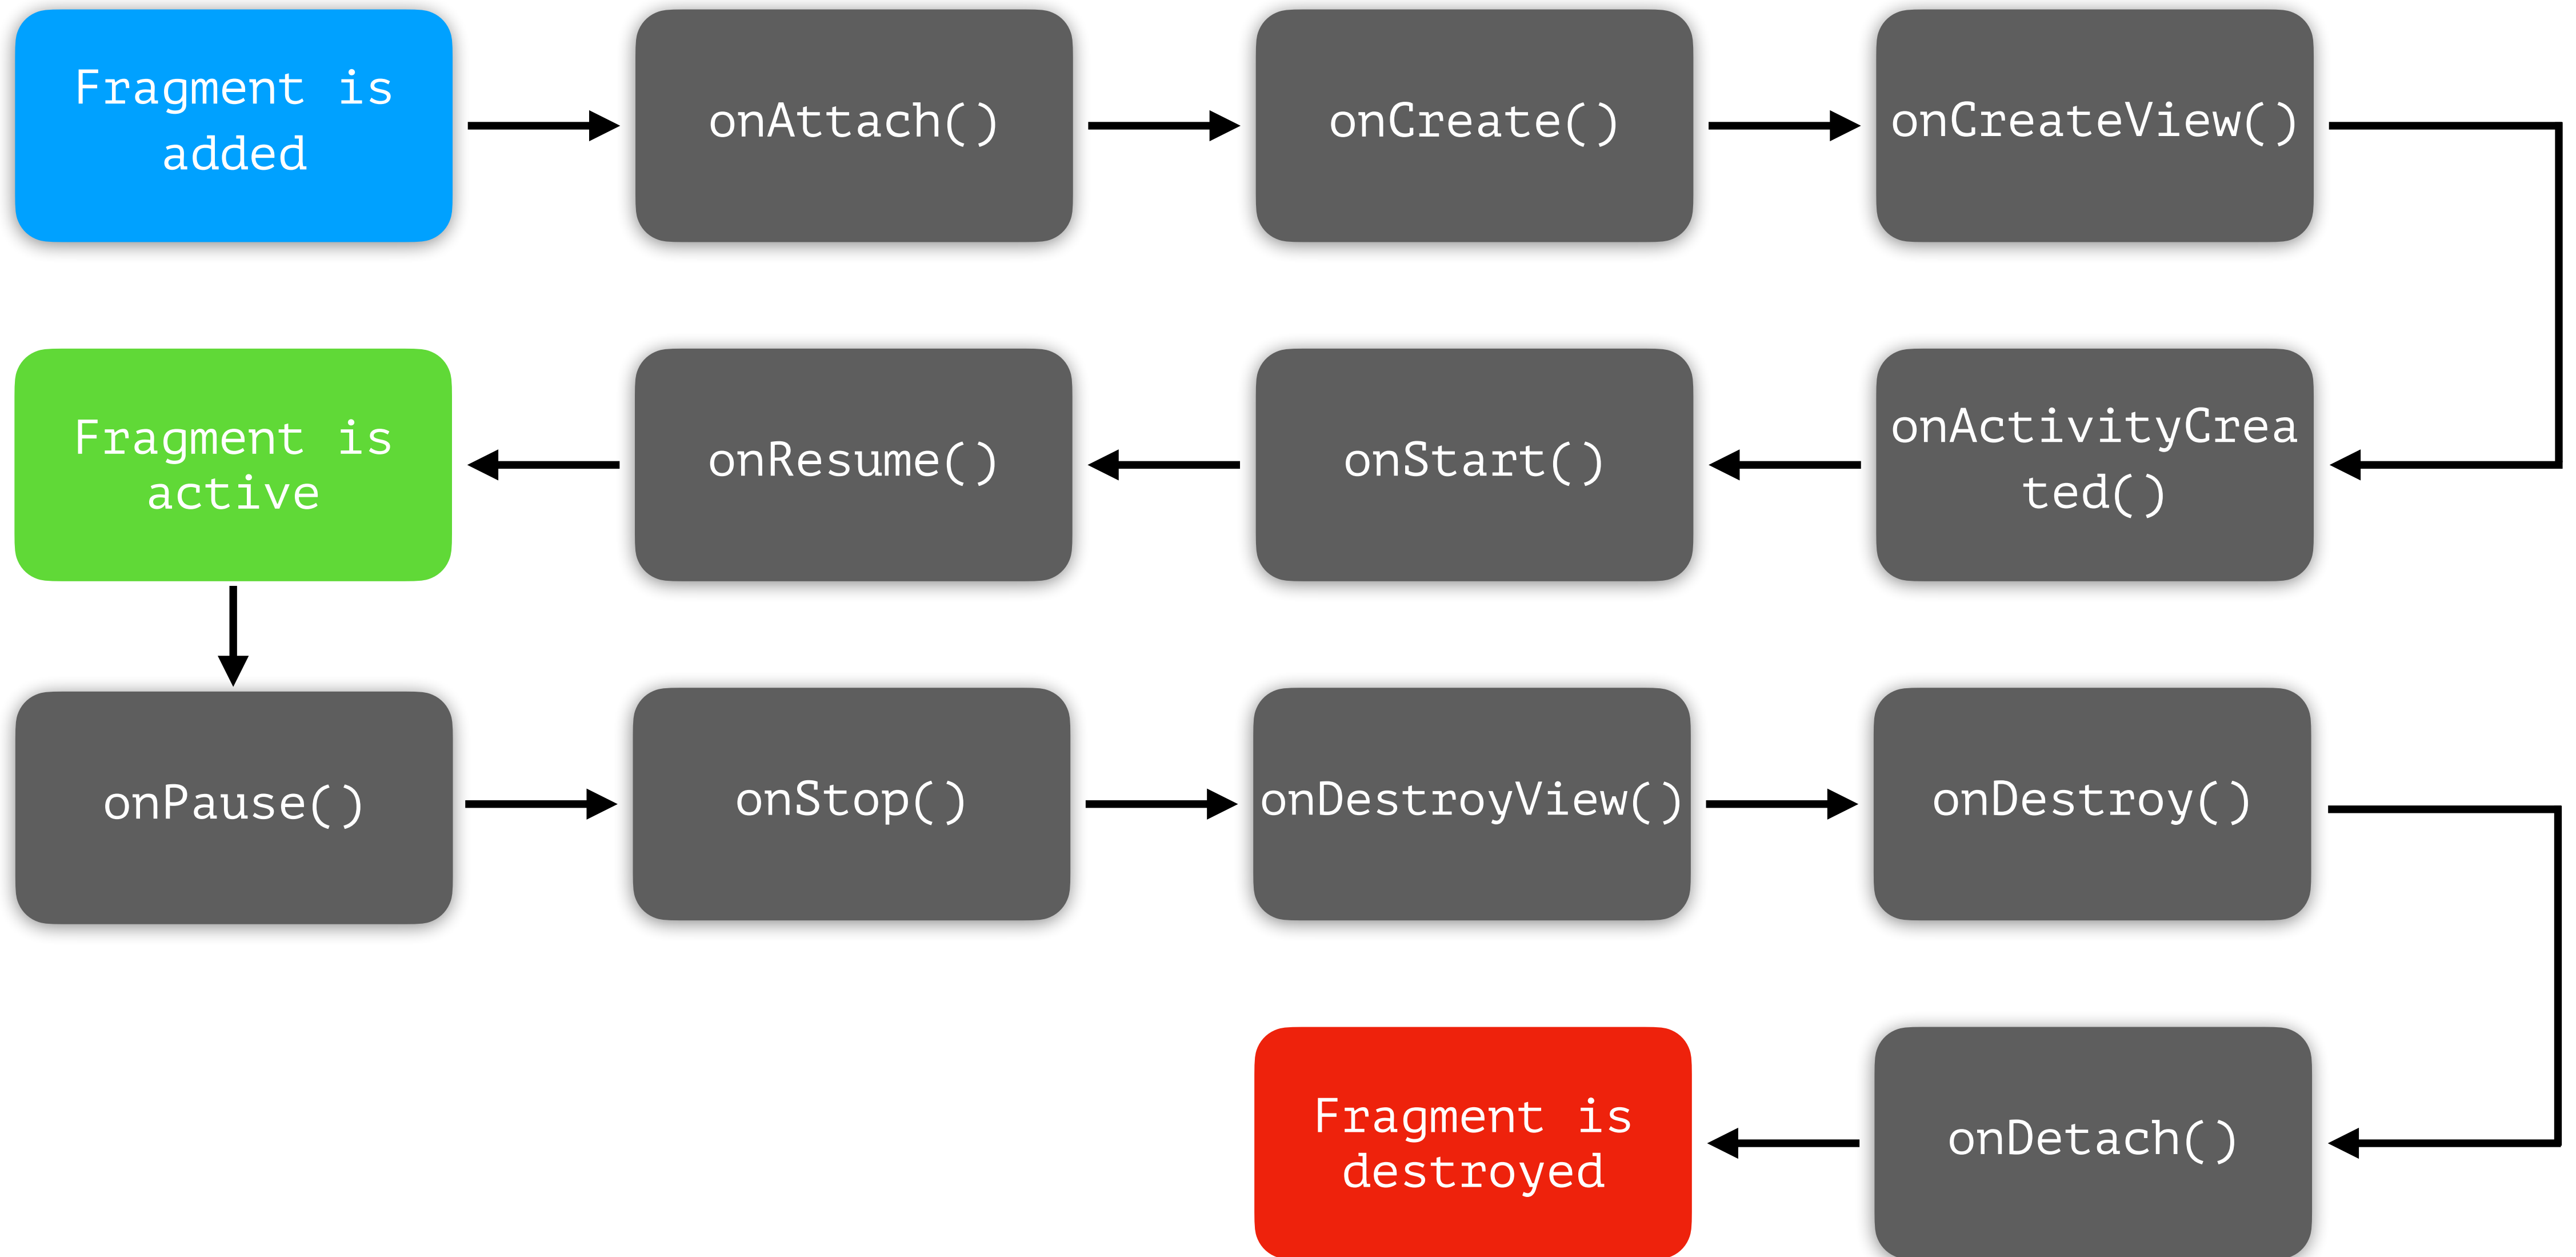 Fragment is
added
onAttach()
onCreate()
onCreateView()
Fragment is
active
onResume()
onStart()
onActivityCrea
ted()
onPause()
onStop()
onDestroyView()
onDestroy()
Fragment is
destroyed
onDetach()